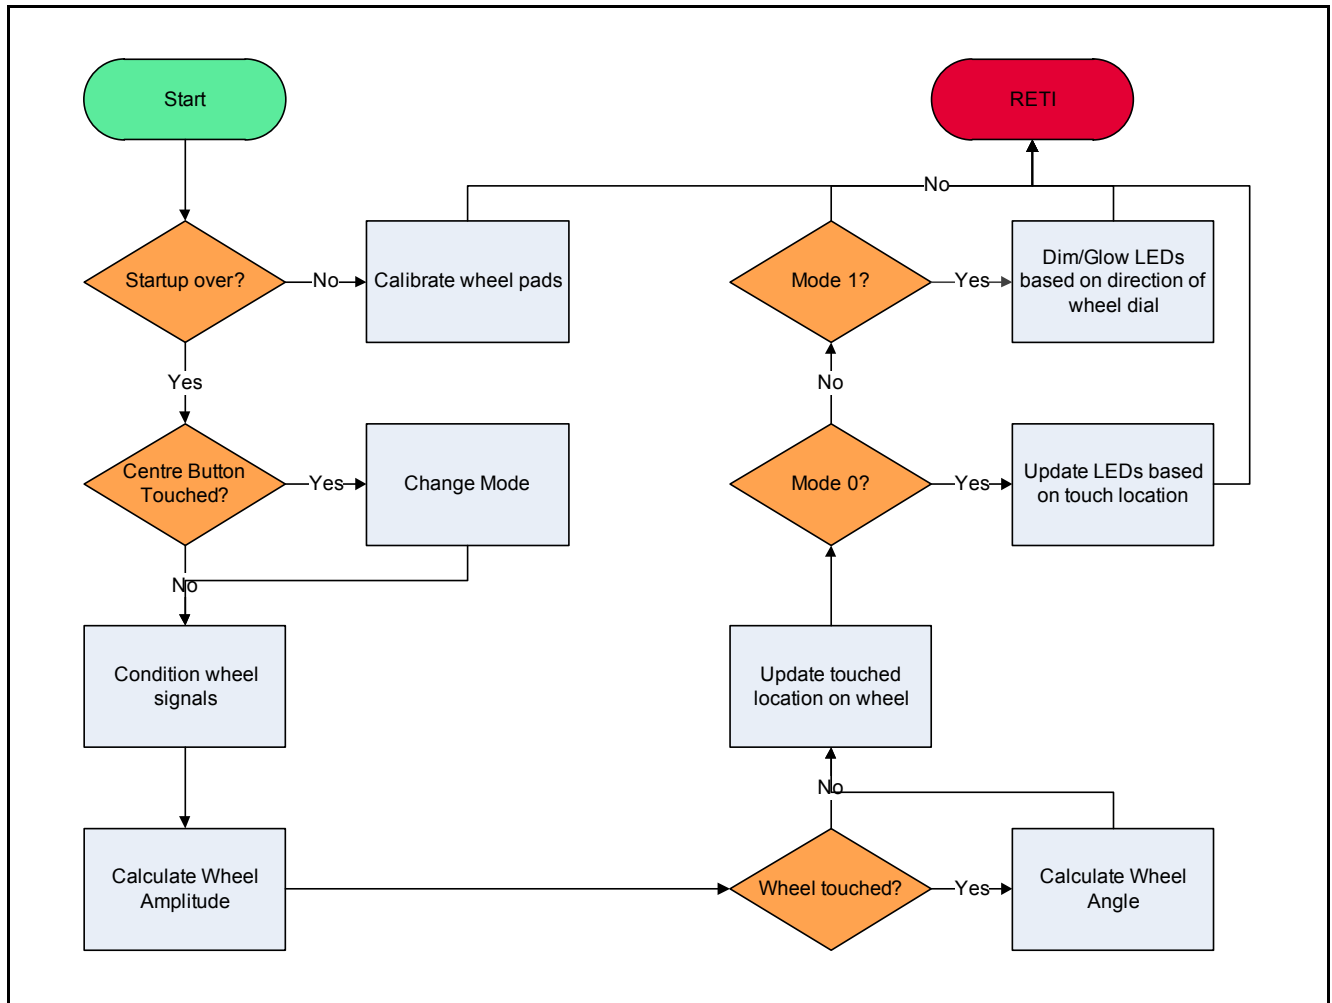 Start
RETI
No
Startup over?
No
Calibrate wheel pads
Mode 1?
Yes
Dim/Glow LEDs
based on direction of
wheel dial
Yes
No
Centre Button
Touched?
Yes
Change Mode
Mode 0?
Yes
Update LEDs based
on touch location
No
Condition wheel
signals
Update touched
location on wheel
No
Calculate Wheel
Amplitude
Wheel touched?
Yes
Calculate Wheel
Angle